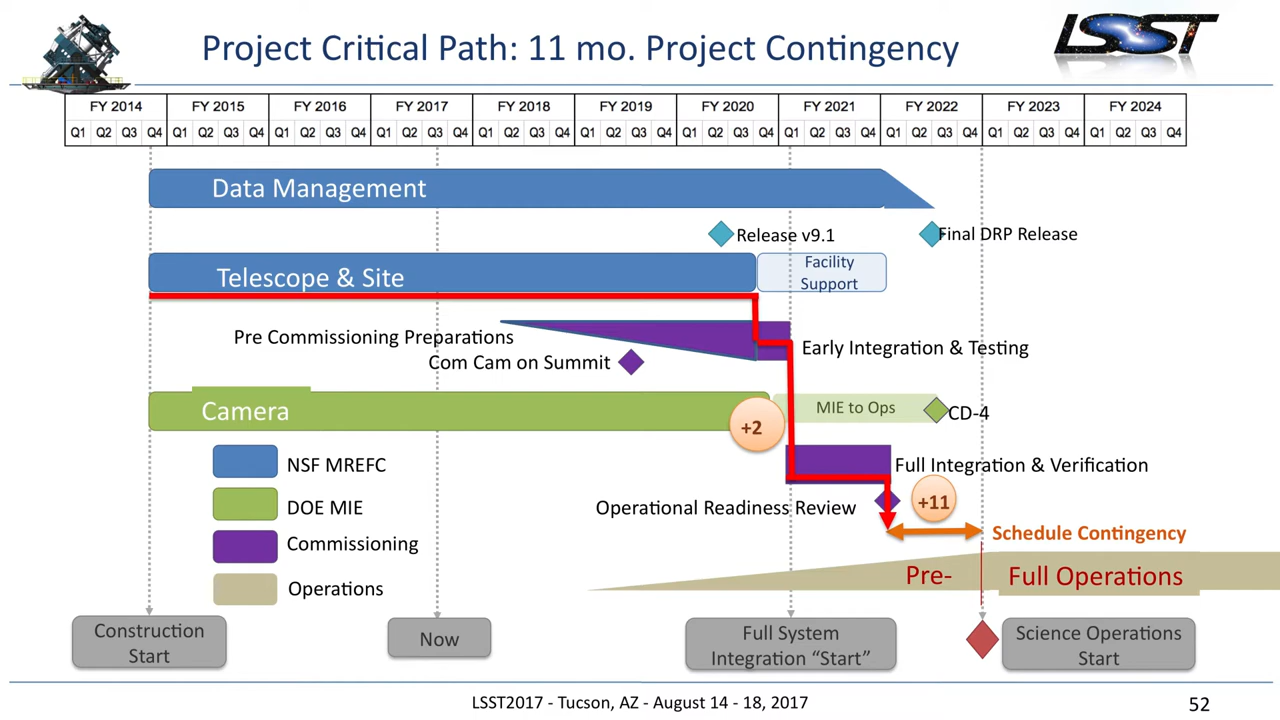 Project Critical Path: 11 mo. Project Contingency
LSST
FY 2014 FY 2015 FY 2016 FY 2017 FY 2018 FY 2019 FY 2020 FY 2021 FY 2022 FY 2023 FY 2024
Q1 Q2 Q3 Q4 Q1 Q2 Q3 Q4 Q1 Q2 Q3 Q4 Q1 Q2 Q3 Q4 Q1 Q2 Q3 Q4 Q1 Q2 Q3 Q4 Q1 Q2 Q3 Q4 Q1 Q2 Q3 Q4 Q1 Q2 Q3 Q4 Q1 Q2 Q3 Q4 Q1 Q2 Q3 Q4
Data Management
Release v9.1
Final DRP Release
Telescope & Site
Facility
Support
Pre Commissioning Preparations
Early Integration & Testing
Com Cam on Summit
Camera
+2
MIE to Ops
CD-4
NSF MREFC
Full Integration & Verification
DOE MIE
Operational Readiness Review
+11
Commissioning
Schedule Contingency
Operations
Pre-
Full Operations
Construction
Start
Now
Full System
Integration “Start”
Science Operations
Start
LSST2017 - Tucson, AZ - August 14 - 18, 2017
52